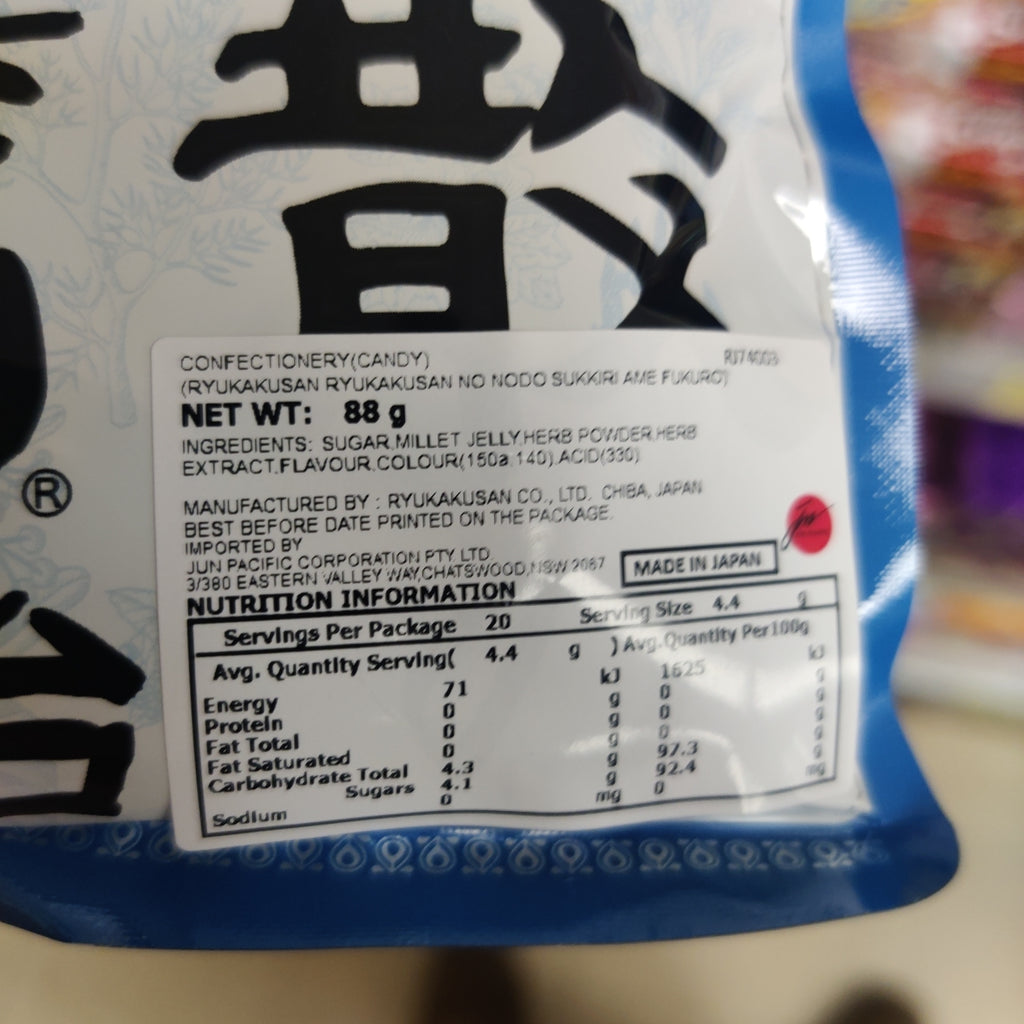 ®
CONFECTIONERY(CANDY) RJ74003
(RYUKAKUSAN RYUKAKUSAN NO NODO SUKKIRI AME FUKURO)
NET WT: 88 g
INGREDIENTS: SUGAR,MILLET JELLY,HERB POWDER,HERB
EXTRACT,FLAVOUR,COLOUR(150a,140),ACID(330)
MANUFACTURED BY : RYUKAKUSAN CO., LTD. CHIBA, JAPAN
BEST BEFORE DATE PRINTED ON THE PACKAGE.
IMPORTED BY
JUN PACIFIC CORPORATION PTY. LTD.
3/380 EASTERN VALLEY WAY,CHATSWOOD,NSW 2067
MADE IN JAPAN
NUTRITION INFORMATION
Servings Per Package 20 Serving Size 4.4 g
Avg. Quantity Serving( 4.4 g ) Avg.Quantity Per100g
Energy 71 kJ 1625 kJ
Protein 0 g 0 g
Fat Total 0 g 0 g
Fat Saturated 0 g 0 g
Carbohydrate Total 4.3 g 97.3 g
Sugars 4.1 g 92.4 g
Sodium 0 mg 0 mg